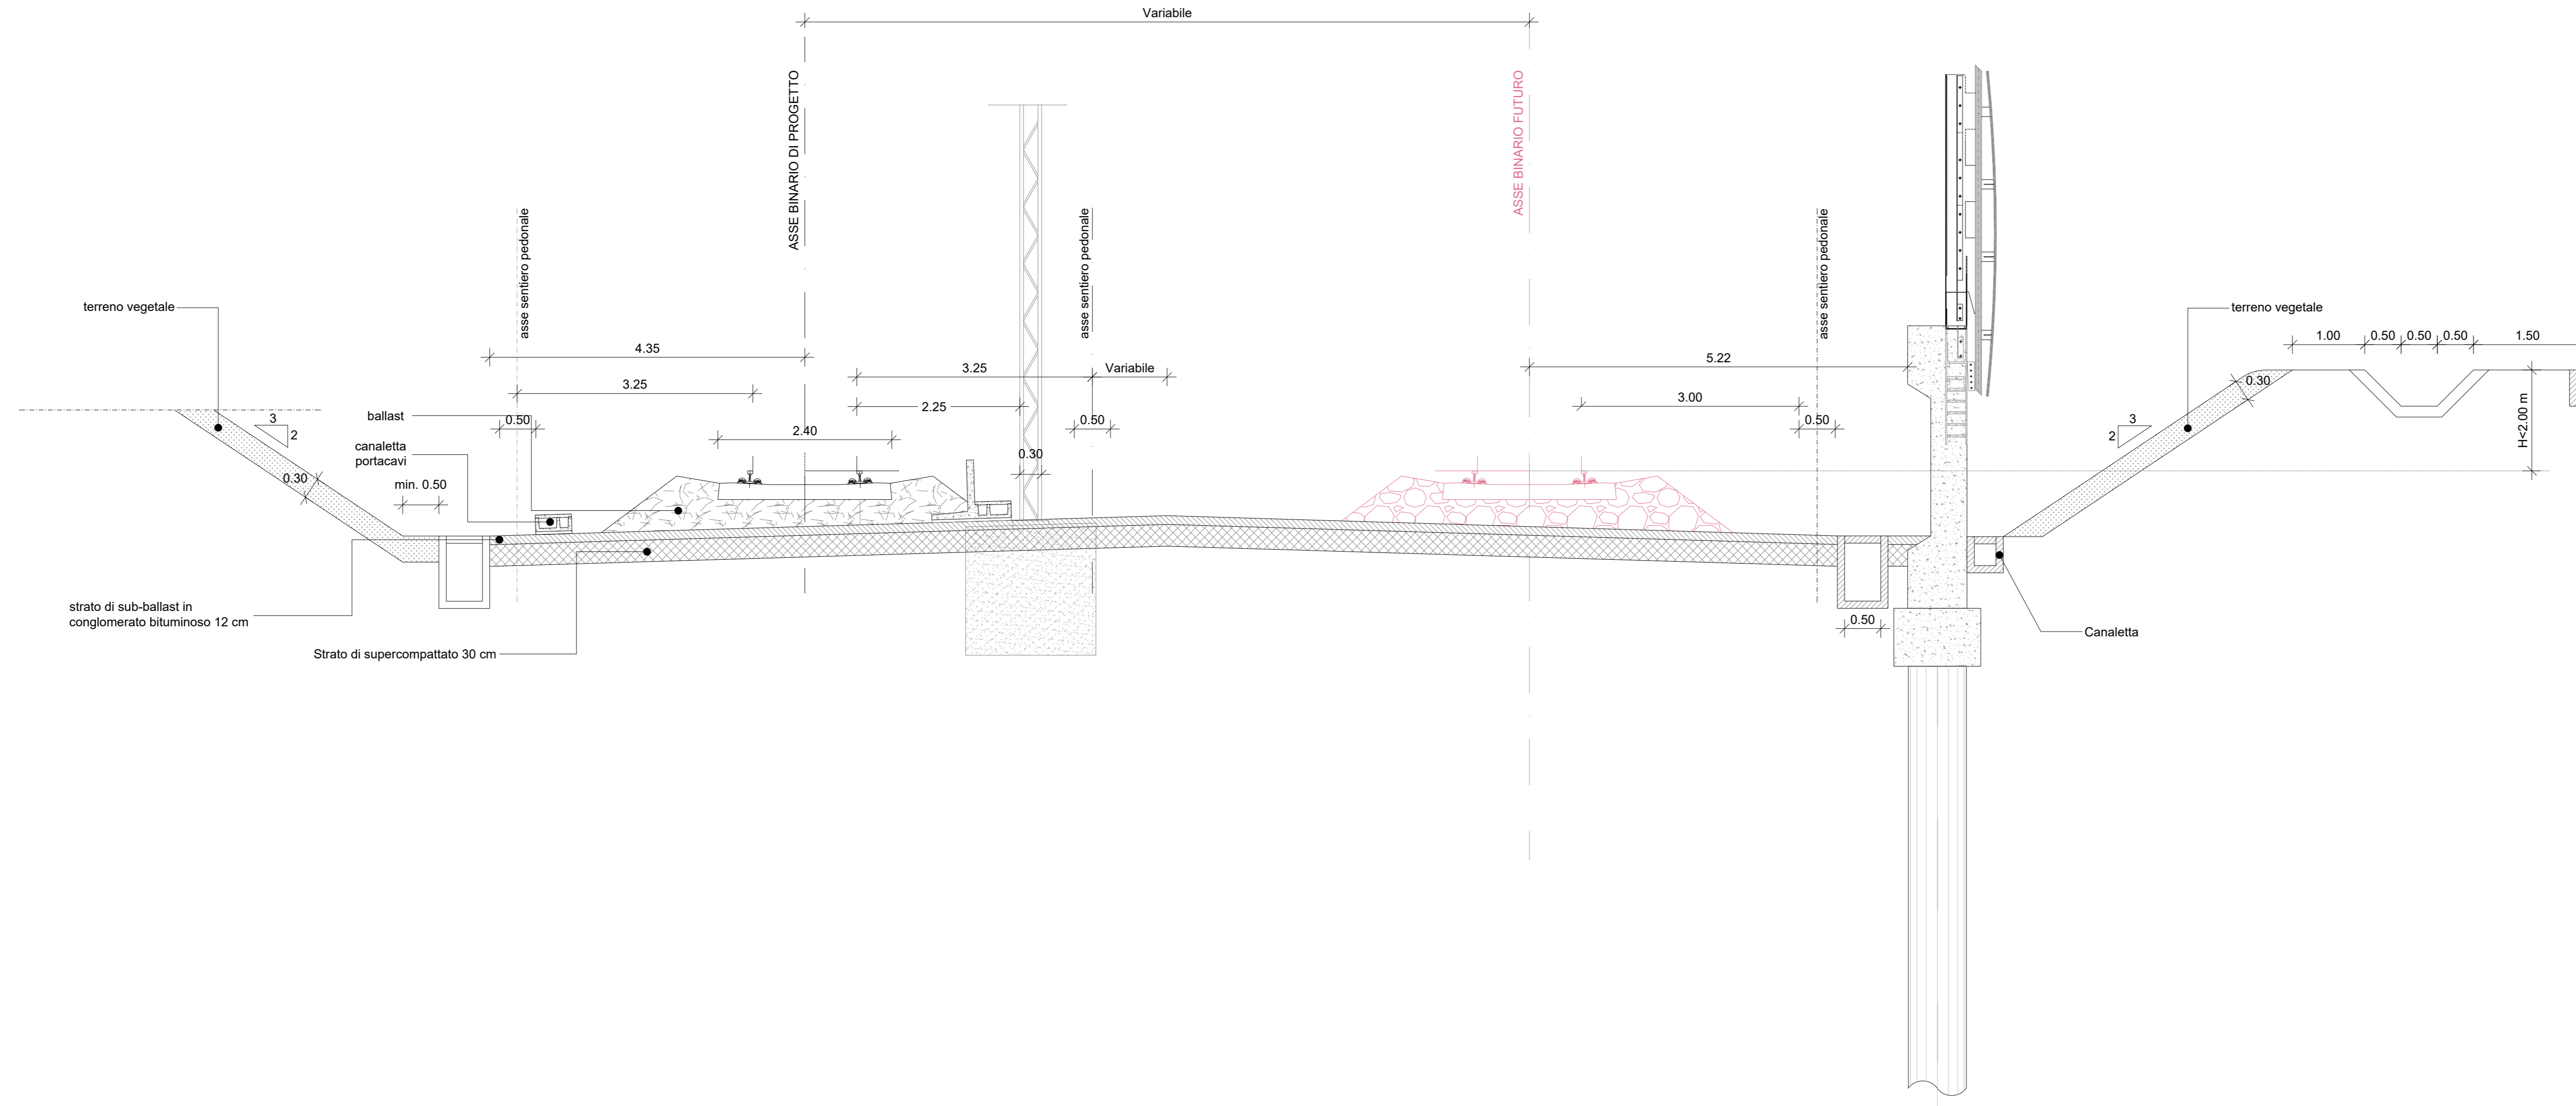 Variabile
ASSE BINARIO DI PROGETTO
ASSE BINARIO FUTURO
asse sentiero pedonale
asse sentiero pedonale
asse sentiero pedonale
terreno vegetale
terreno vegetale
1.00
0.50
0.50
0.50
1.50
4.35
5.22
3.25
Variabile
3.25
0.30
H<2.00 m
3.00
2.25
ballast
0.50
0.50
0.50
3
2
3
2
2.40
canaletta
portacavi
0.30
0.30
min. 0.50
strato di sub-ballast in
conglomerato bituminoso 12 cm
0.50
Canaletta
Strato di supercompattato 30 cm